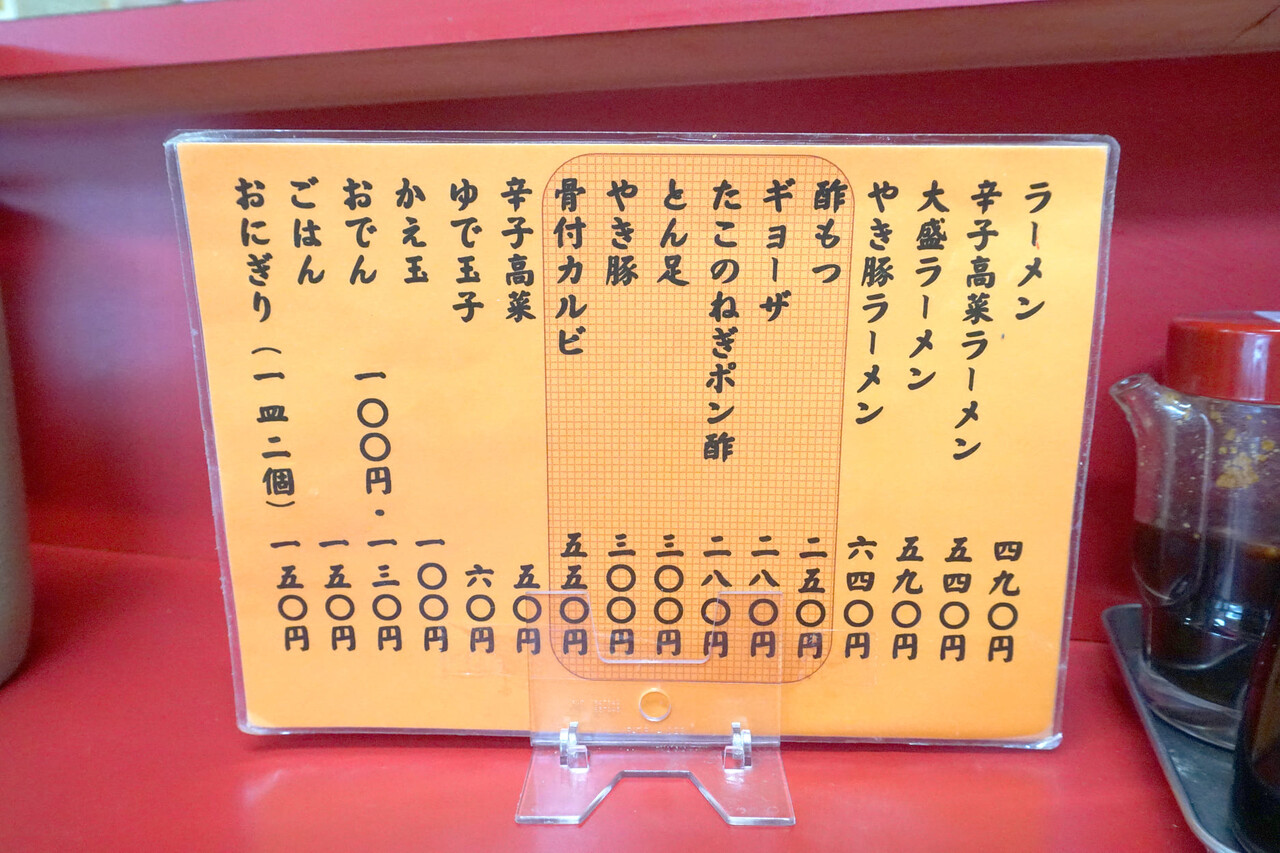 ラーメン 四九〇円
辛子高菜ラーメン 五四〇円
大盛ラーメン 五九〇円
やき豚ラーメン 六四〇円
酢もつ 二五〇円
ギョーザ 二八〇円
たこのねぎポン酢 二八〇円
とん足 三〇〇円
やき豚 三〇〇円
骨付カルビ 五五〇円
辛子高菜 五〇円
ゆで玉子 六〇円
かえ玉 一〇〇円
おでん 一〇〇円・一三〇円
ごはん 一五〇円
おにぎり（一皿二個） 一五〇円